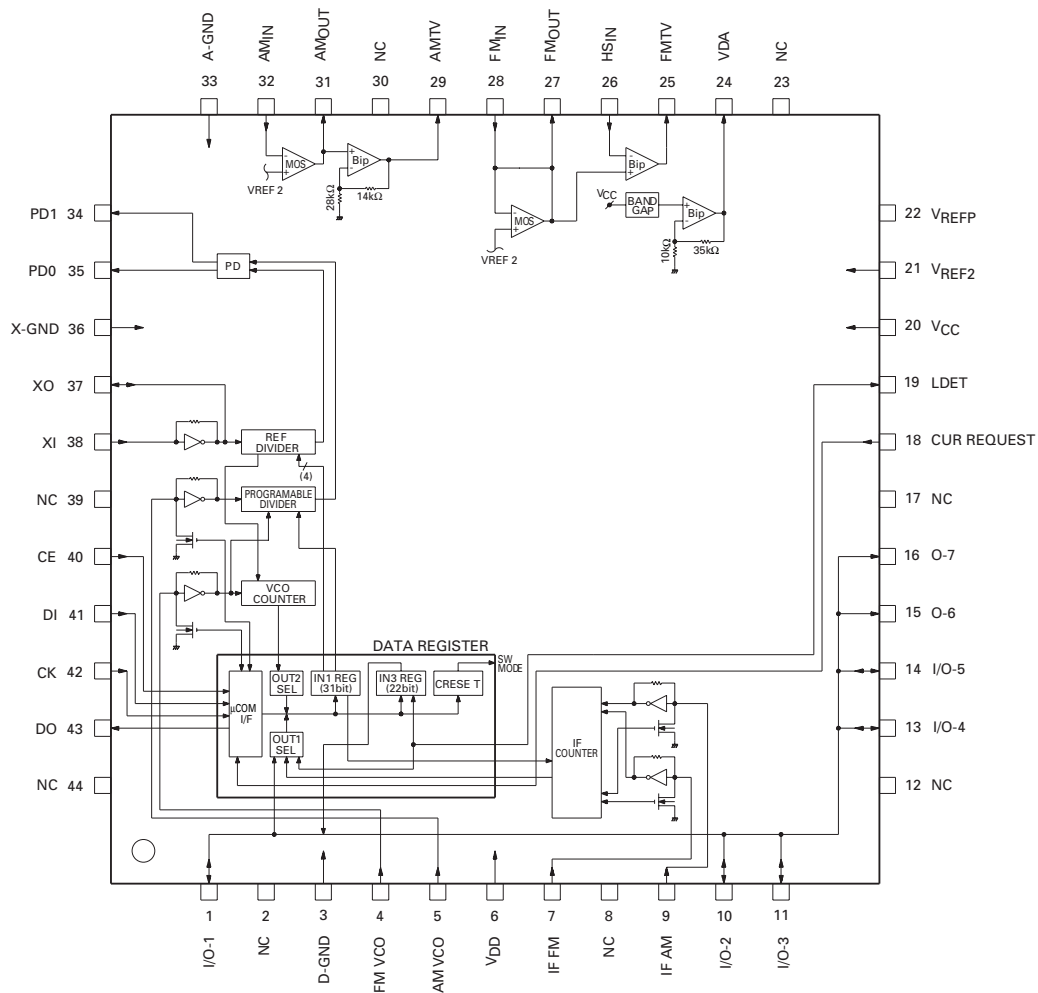 A-GND
AMIN
AMOUT
NC
AMTV
FMIN
FMOUT
HSIN
FMTV
VDA
NC
33
32
31
30
29
28
27
26
25
24
23
MOS
VREF 2
Bip
28kΩ
14kΩ
MOS
VREF 2
Bip
VCC
BAND GAP
Bip
10kΩ
35kΩ
PD1 34
PD0 35
X-GND 36
XO 37
XI 38
NC 39
CE 40
DI 41
CK 42
DO 43
NC 44
22 VREFP
21 VREF2
20 VCC
19 LDET
18 CUR REQUEST
17 NC
16 O-7
15 O-6
14 I/O-5
13 I/O-4
12 NC
PD
REF
DIVIDER
(4)
PROGRAMABLE
DIVIDER
VCO
COUNTER
DATA REGISTER
SW
MODE
µCOM
I/F
OUT2
SEL
IN1 REG
(31bit)
IN3 REG
(22bit)
CRESE T
OUT1
SEL
IF
COUNTER
1
2
3
4
5
6
7
8
9
10
11
I/O-1
NC
D-GND
FM VCO
AM VCO
VDD
IF FM
NC
IF AM
I/O-2
I/O-3